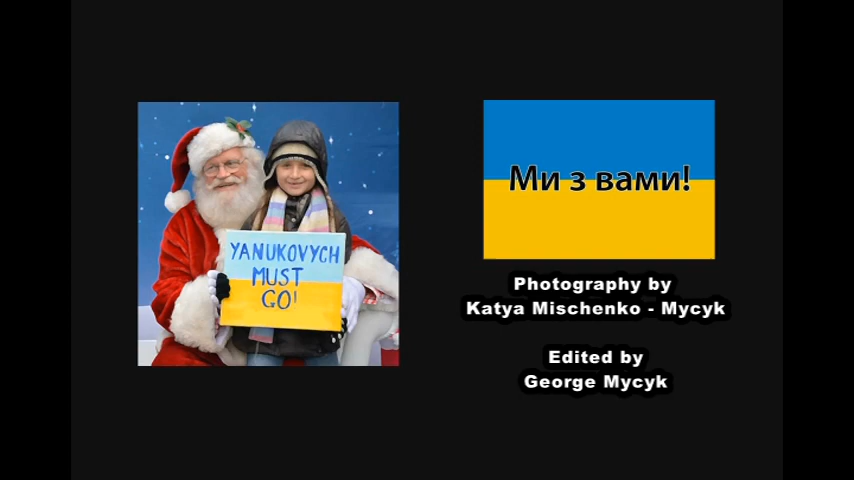 YANUKOVYCH
MUST
GO!
Ми з вами!
Photography by
Katya Mischenko - Mycyk
Edited by
George Mycyk